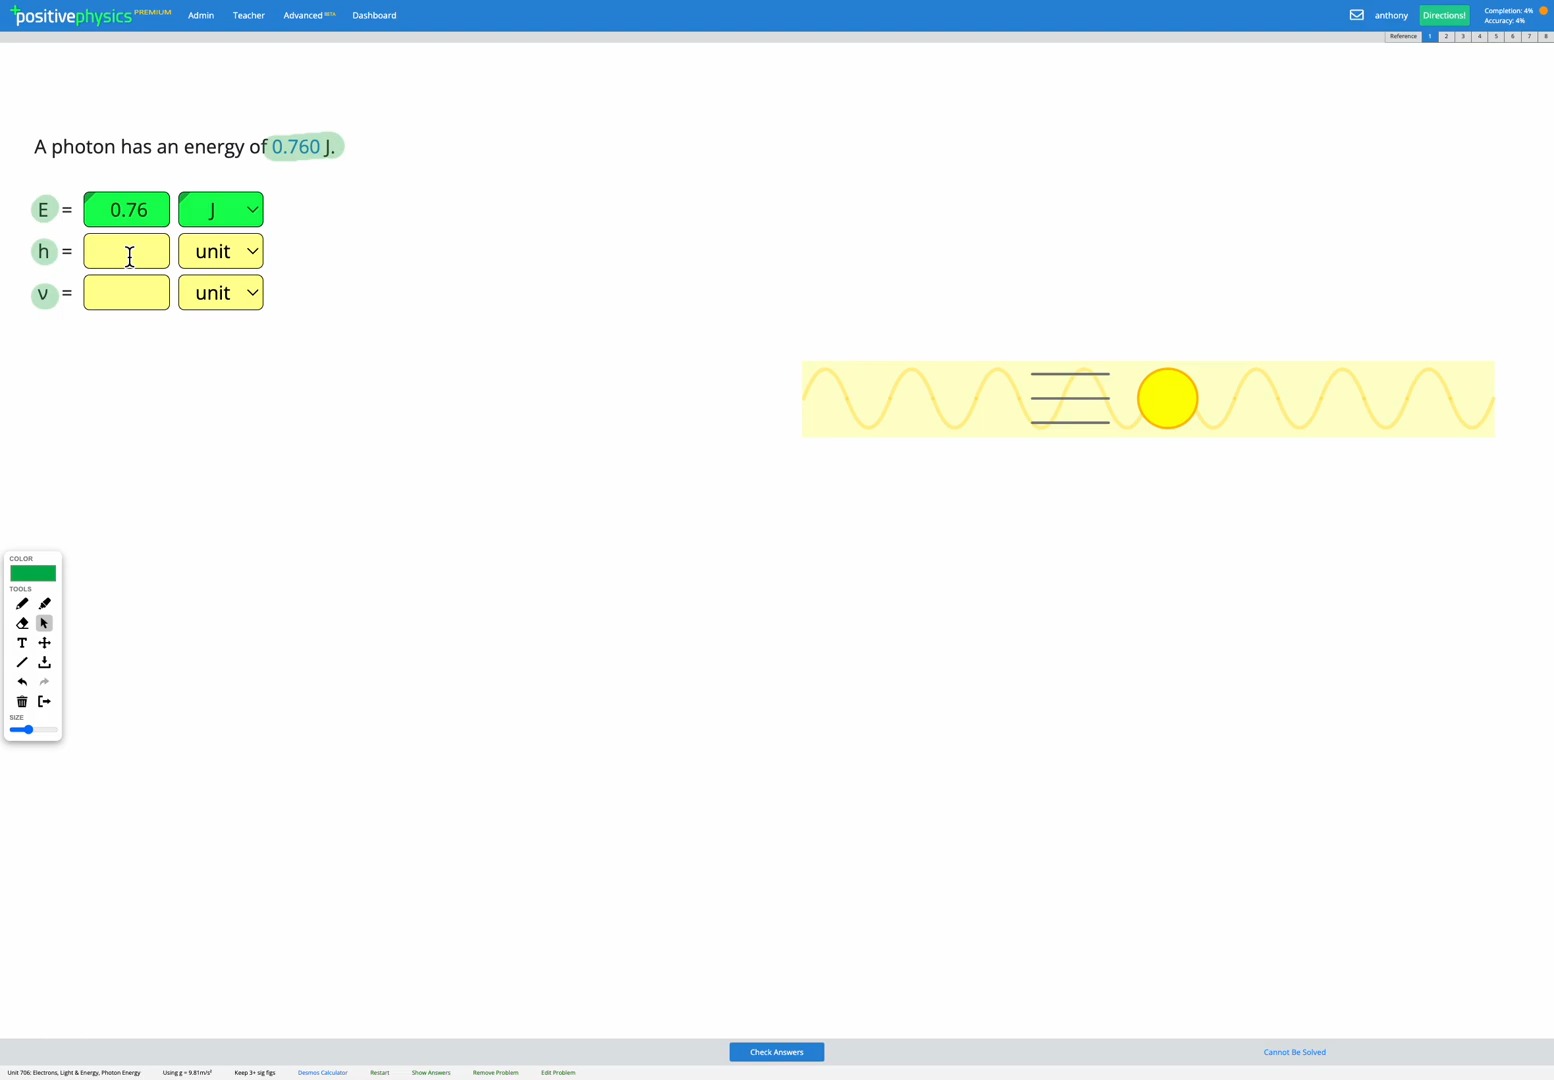 +positivephysics PREMIUM Admin Teacher Advanced BETA Dashboard anthony Directions! Completion: 4%
Accuracy: 4%
Reference 1 2 3 4 5 6 7 8
A photon has an energy of 0.760 J.
E = 0.76 J
h = unit
ν = unit
COLOR
TOOLS
T
SIZE
Check Answers Cannot Be Solved
Unit 706: Electrons, Light & Energy, Photon Energy Using g = 9.81m/s² Keep 3+ sig figs Desmos Calculator Restart Show Answers Remove Problem Edit Problem